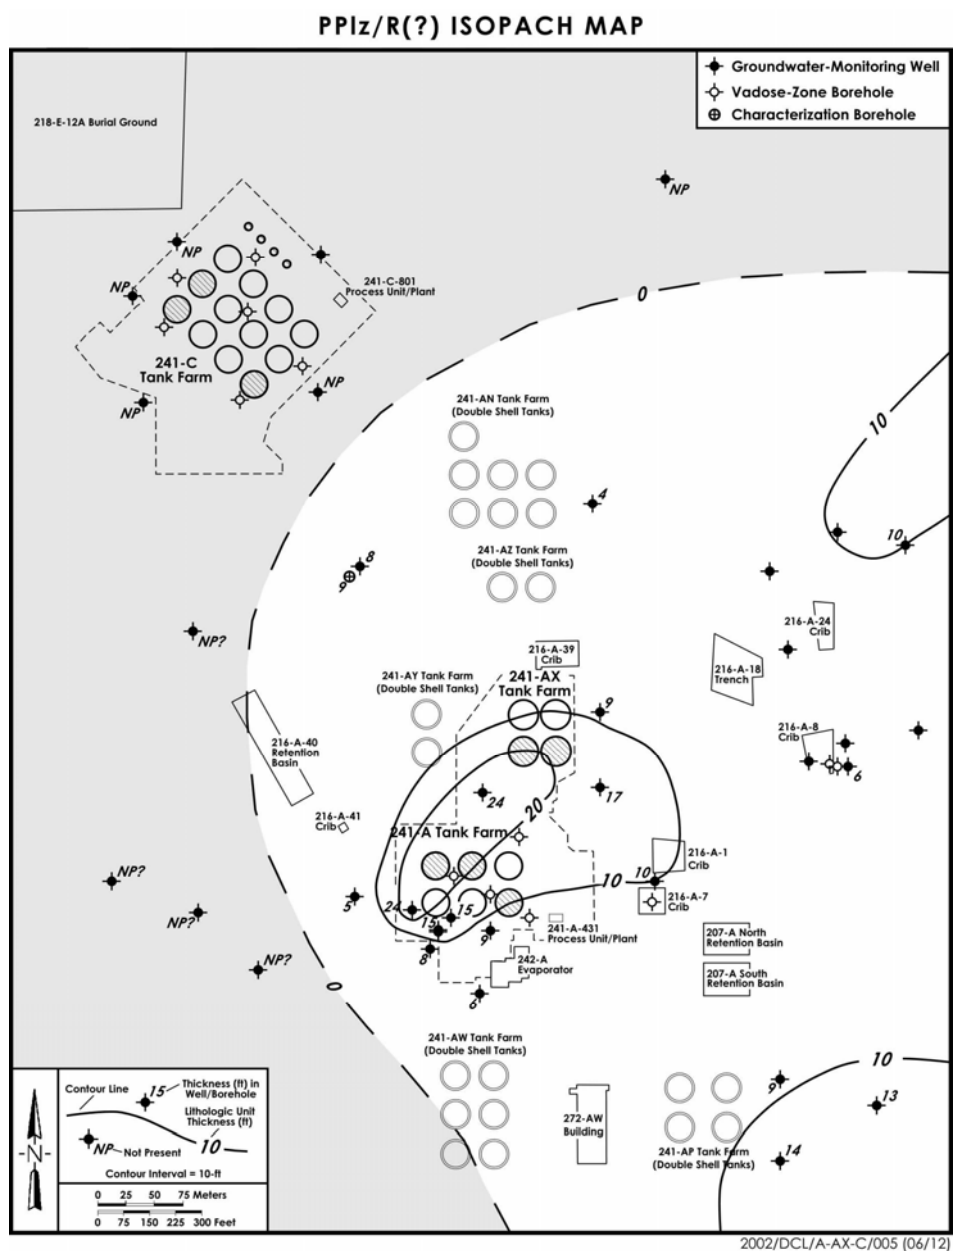 PPlz/R(?) ISOPACH MAP
Groundwater-Monitoring Well
Vadose-Zone Borehole
Characterization Borehole
218-E-12A Burial Ground
NP
NP
NP
241-C-801
Process Unit/Plant
0
241-C
Tank Farm
NP
NP
241-AN Tank Farm
(Double Shell Tanks)
10
4
10
241-AZ Tank Farm
(Double Shell Tanks)
8
9
NP?
216-A-24
Crib
216-A-39
Crib
216-A-18
Trench
241-AY Tank Farm
(Double Shell Tanks)
241-AX
Tank Farm
9
216-A-8
Crib
216-A-40
Retention
Basin
6
24
17
20
216-A-41
Crib
241-A Tank Farm
216-A-1
Crib
NP?
10
10
5
24
15
15
216-A-7
Crib
NP?
9
241-A-431
Process Unit/Plant
207-A North
Retention Basin
8
242-A
Evaporator
NP?
207-A South
Retention Basin
0
6
241-AW Tank Farm
(Double Shell Tanks)
10
9
13
272-AW
Building
14
241-AP Tank Farm
(Double Shell Tanks)
Contour Line
15
Thickness (ft) in
Well/Borehole
Lithologic Unit
Thickness (ft)
NP
Not Present
10
Contour Interval = 10-ft
N
0 25 50 75 Meters
0 75 150 225 300 Feet
2002/DCL/A-AX-C/005 (06/12)